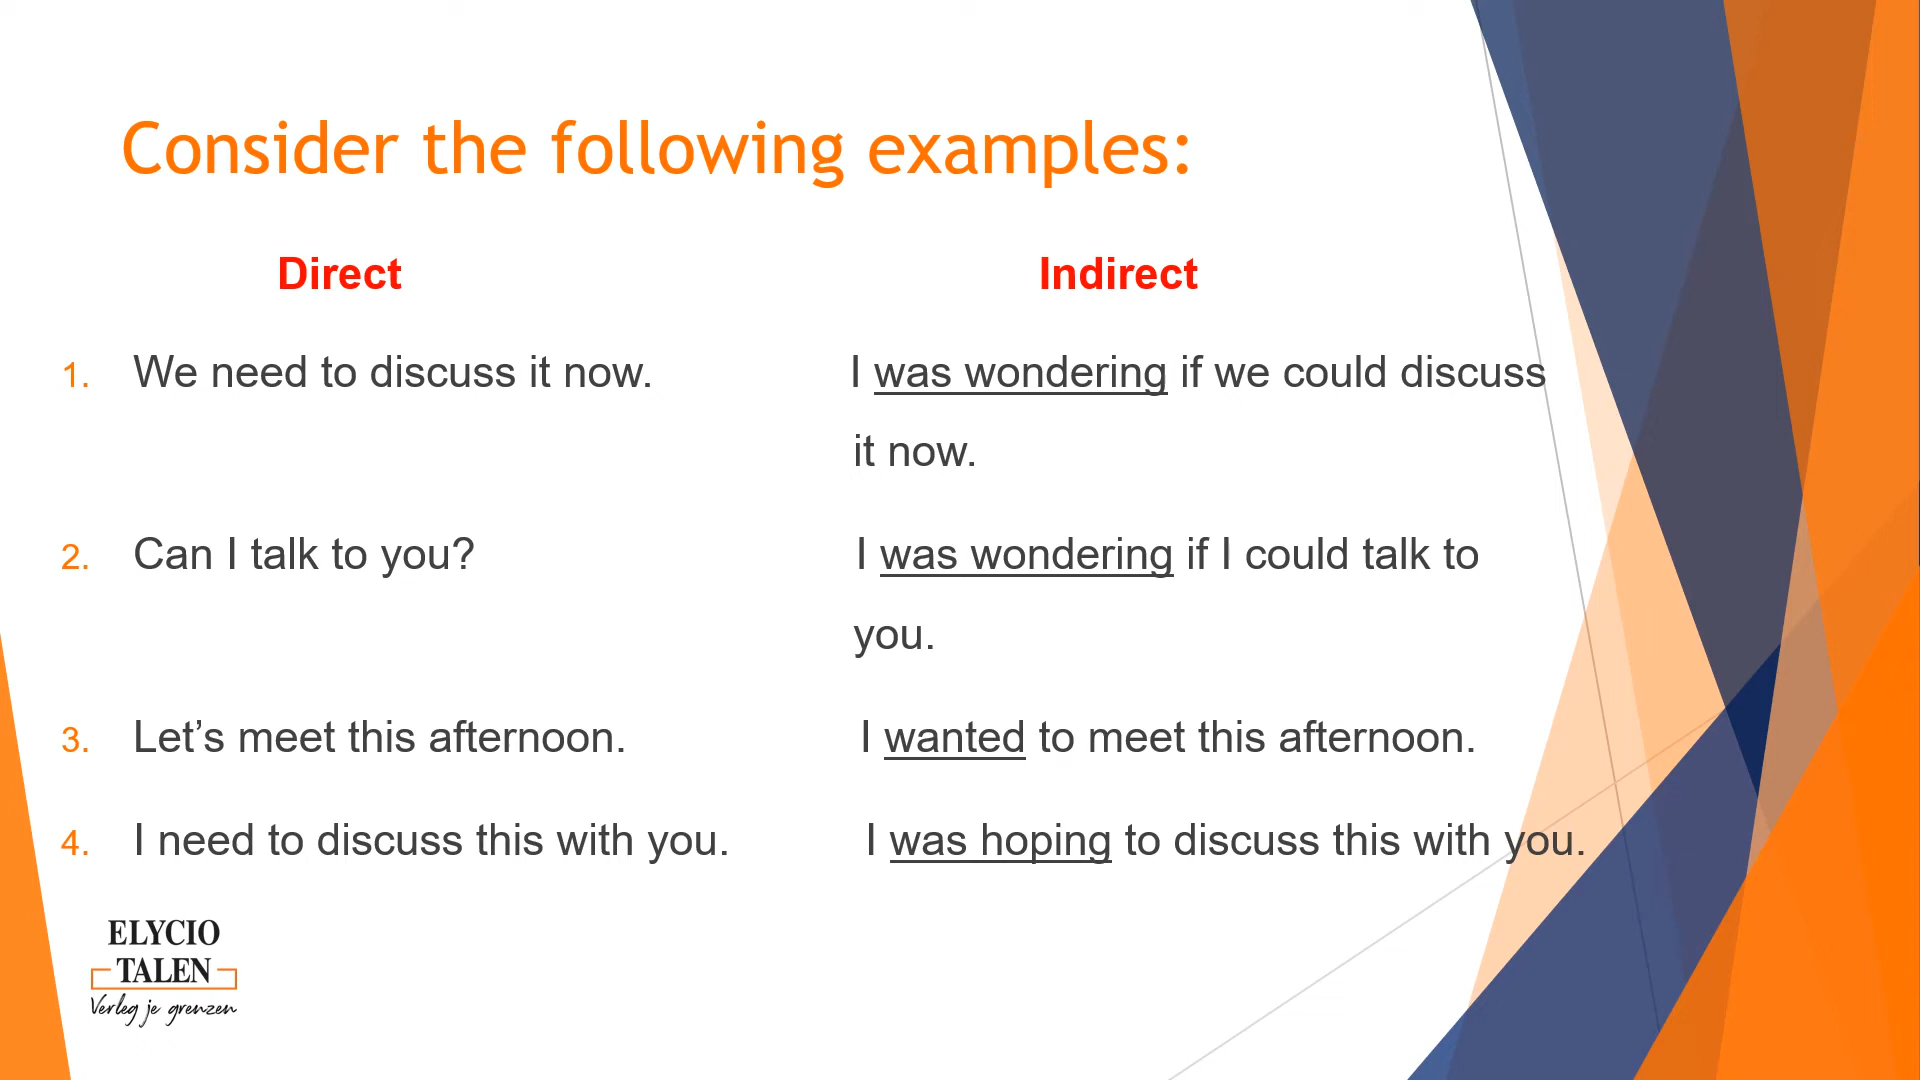 Consider the following examples:
Direct Indirect
1. We need to discuss it now. I was wondering if we could discuss
it now.
2. Can I talk to you? I was wondering if I could talk to
you.
3. Let’s meet this afternoon. I wanted to meet this afternoon.
4. I need to discuss this with you. I was hoping to discuss this with you.
ELYCIO
TALEN
Verleg je grenzen